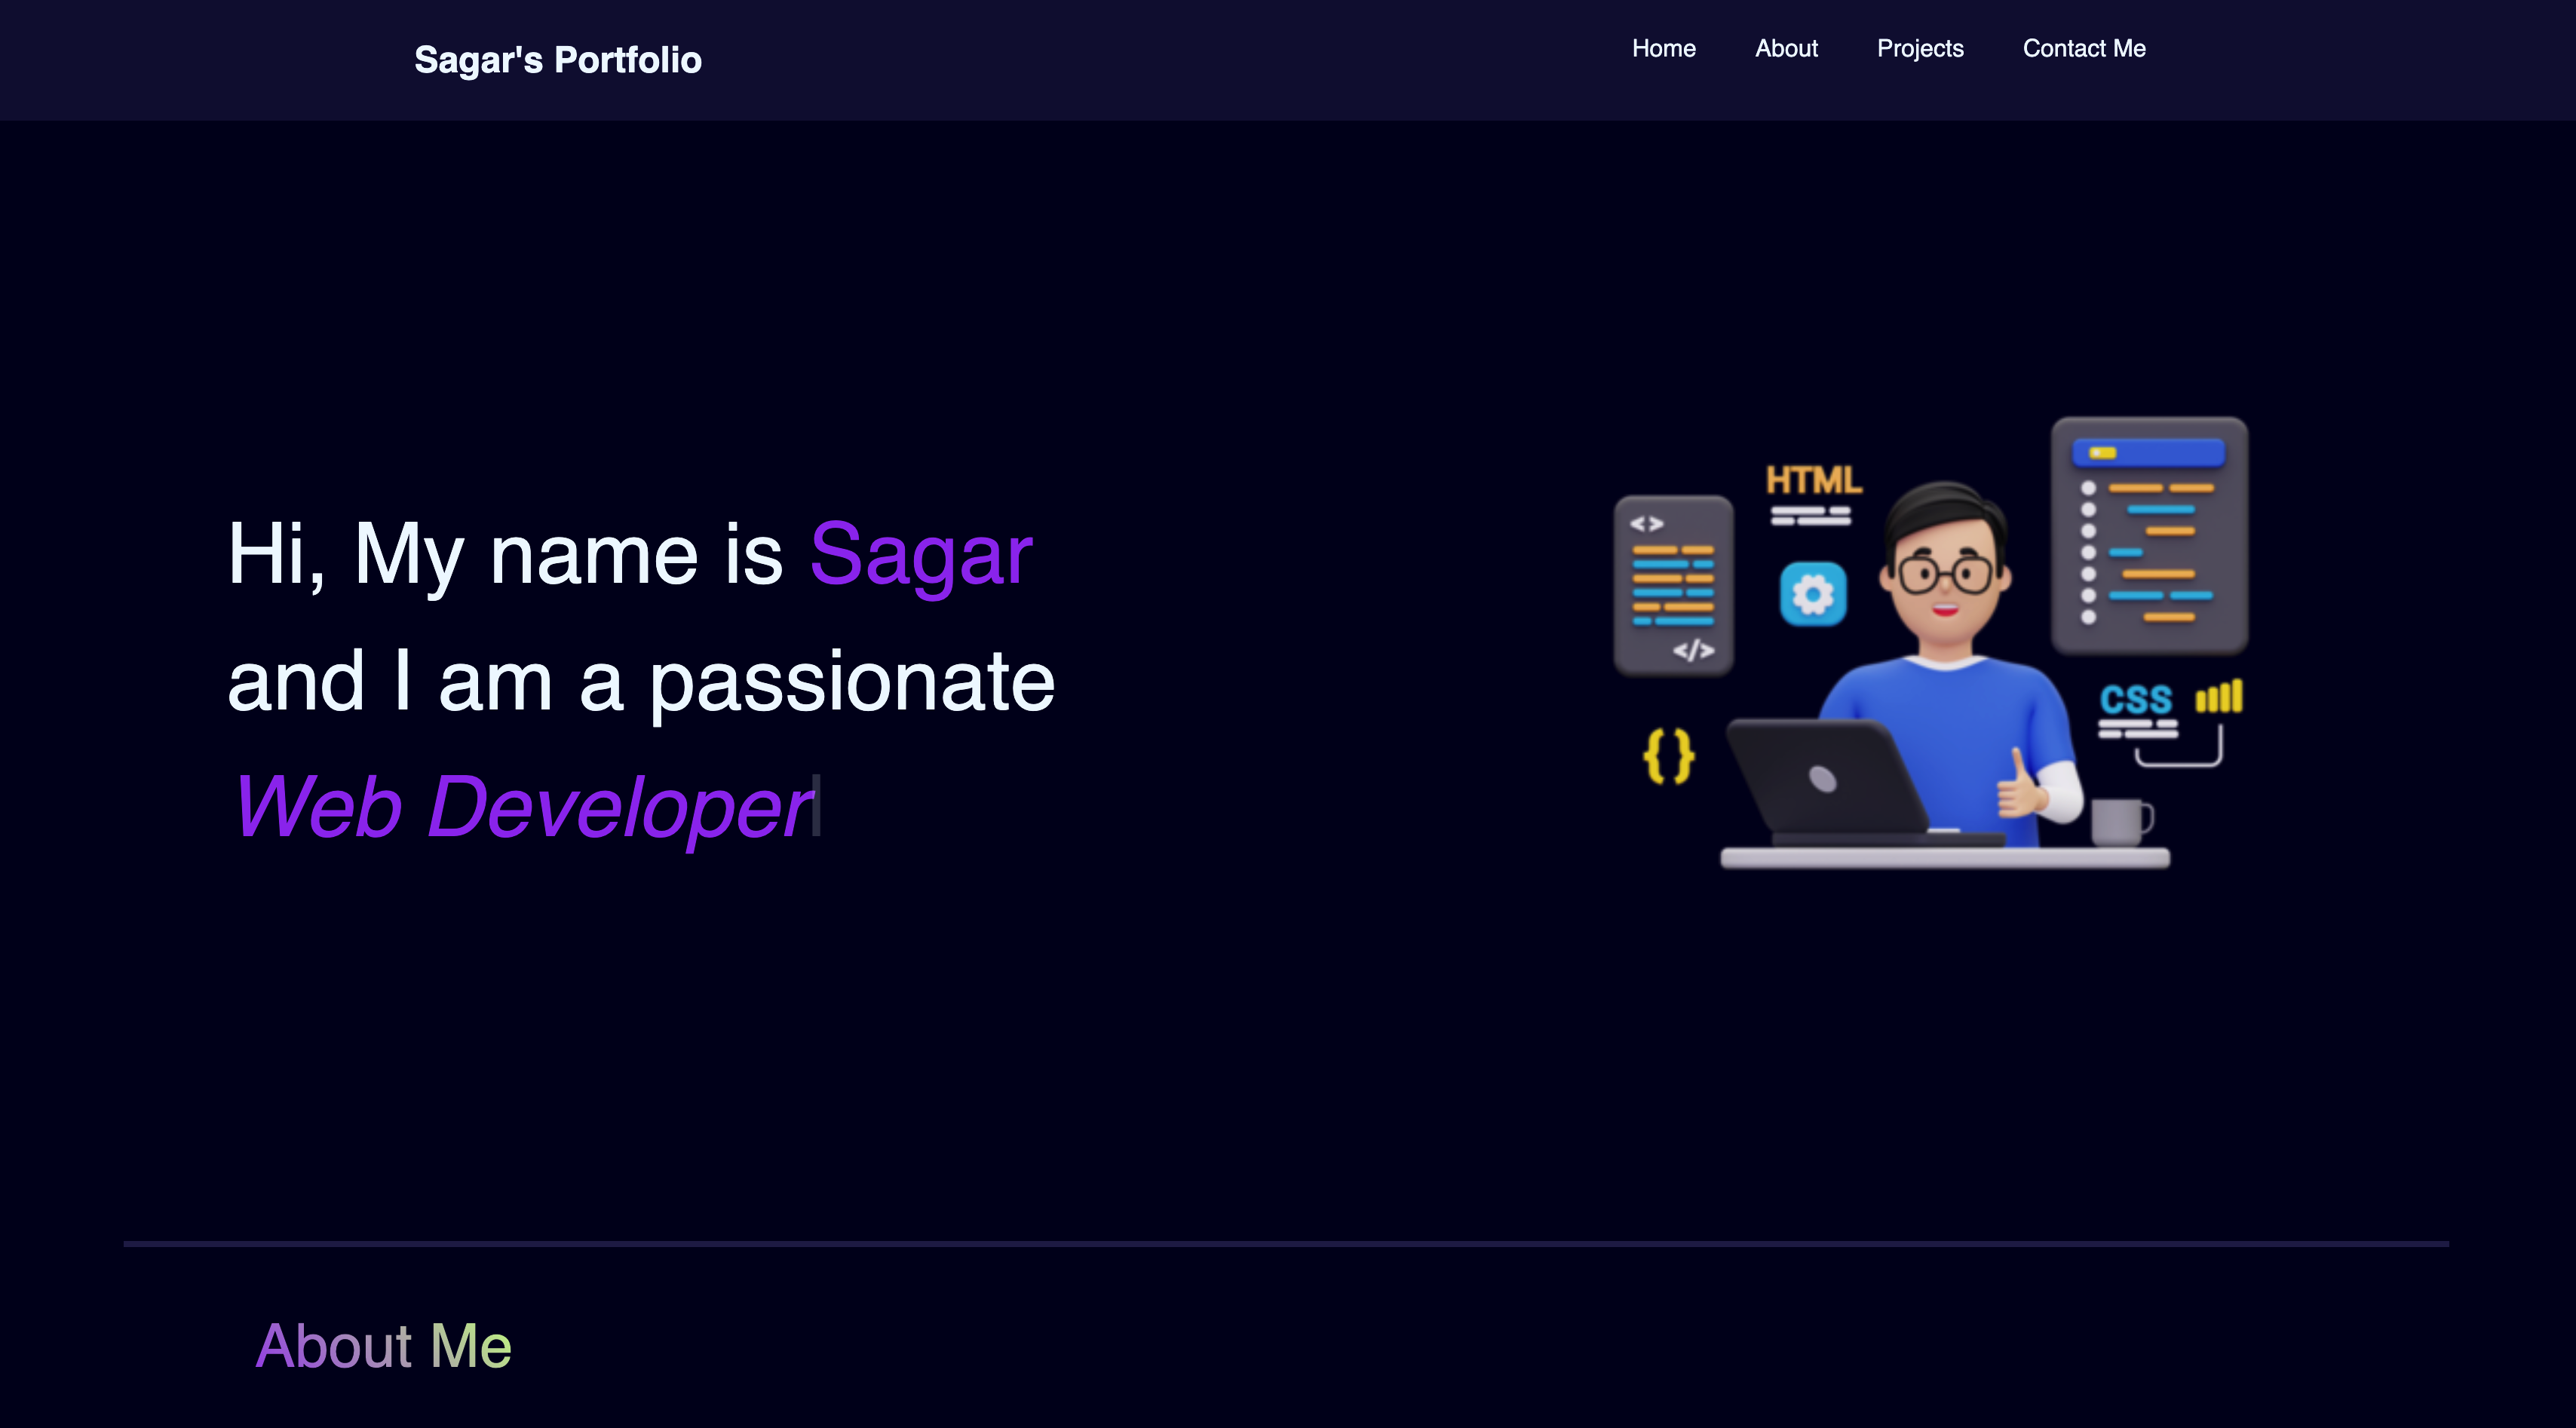 Sagar's Portfolio
Home About Projects Contact Me
Hi, My name is Sagar
and I am a passionate
Web Developer
HTML
< >
</>
{ }
CSS
About Me